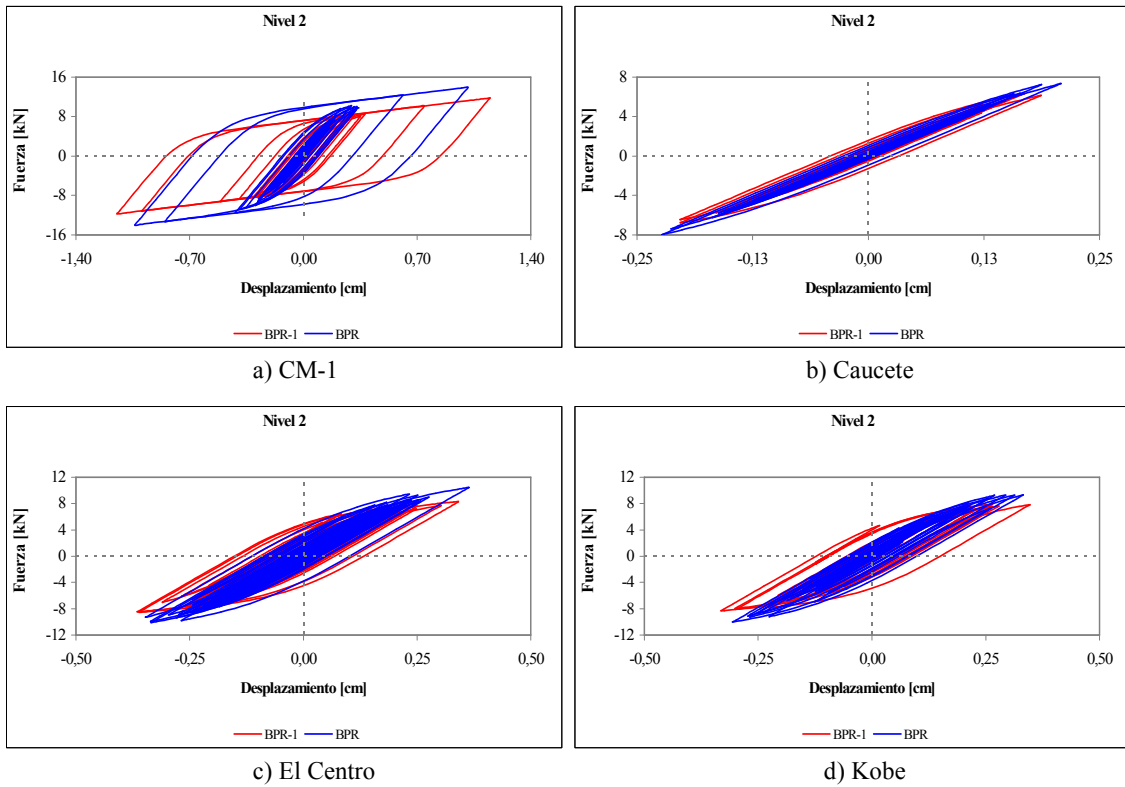 Nivel 2
16
8
0
-8
-16
-1,40
-0,70
0,00
0,70
1,40
Fuerza [kN]
Desplazamiento [cm]
BPR-1
BPR
a) CM-1
Nivel 2
8
4
0
-4
-8
-0,25
-0,13
0,00
0,13
0,25
Fuerza [kN]
Desplazamiento [cm]
BPR-1
BPR
b) Caucete
Nivel 2
12
8
4
0
-4
-8
-12
-0,50
-0,25
0,00
0,25
0,50
Fuerza [kN]
Desplazamiento [cm]
BPR-1
BPR
c) El Centro
Nivel 2
12
8
4
0
-4
-8
-12
-0,50
-0,25
0,00
0,25
0,50
Fuerza [kN]
Desplazamiento [cm]
BPR-1
BPR
d) Kobe